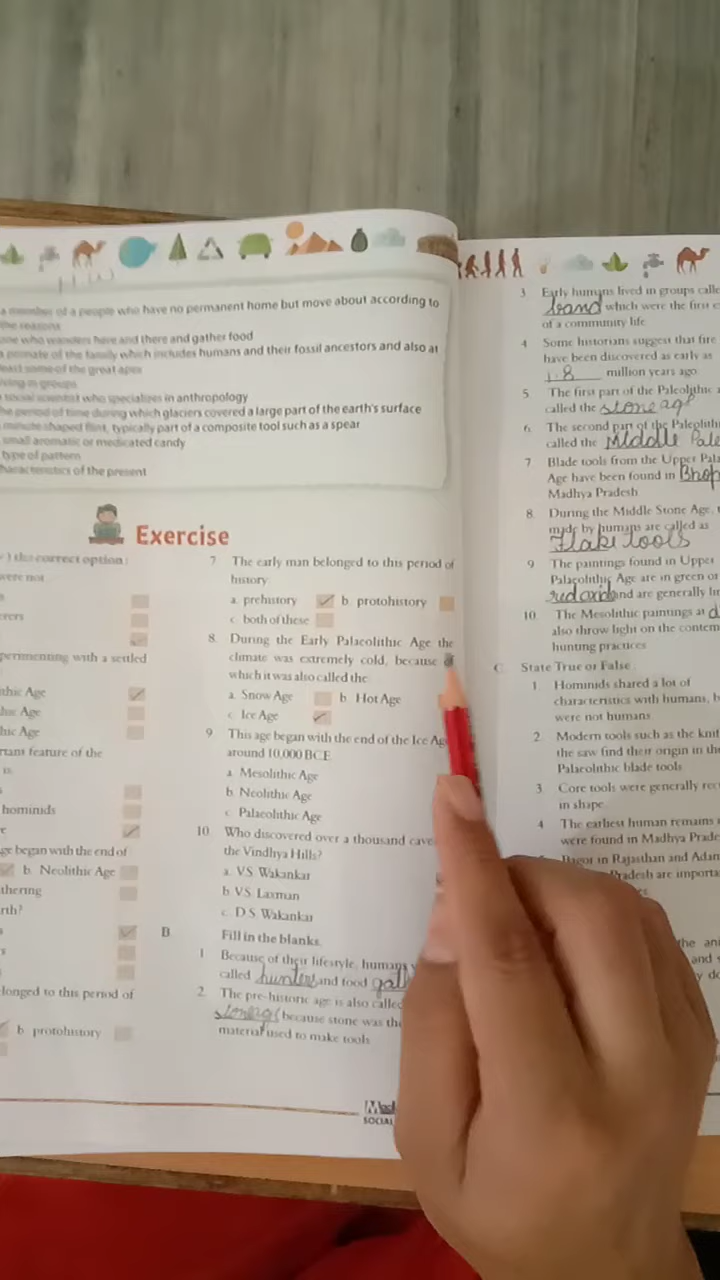 a member of a people who have no permanent home but move about according to
the seasons
one who wanders here and there and gather food
a primate of the family which includes humans and their fossil ancestors and also at
least some of the great apes
living in groups
social scientist who specializes in anthropology
he period of time during which glaciers covered a large part of the earth's surface
minute shaped flint, typically part of a composite tool such as a spear
small aromatic or medicated candy
type of pattern
haracteristics of the present
Exercise
) the correct option:
were not
erers
perimenting with a settled
thic Age
hic Age
hic Age
rtant feature of the
is
hominids
ge began with the end of
b. Neolithic Age
thering
rth?
longed to this period of
b. protohistory
7 The early man belonged to this period of
history
a. prehistory b. protohistory
c. both of these
8. During the Early Palaeolithic Age the
climate was extremely cold, because of
which it was also called the
a. Snow Age b. Hot Age
c. Ice Age
9 This age began with the end of the Ice Ag
around 10,000 BCE
a. Mesolithic Age
b. Neolithic Age
c. Palaeolithic Age
10. Who discovered over a thousand cave
the Vindhya Hills?
a. V.S. Wakankar
b. V.S. Laxman
c. D.S. Wakankar
B Fill in the blanks.
1 Because of their lifestyle, humans
called hunters and food gath
2. The pre-historic age is also called
stoneage because stone was the
material used to make tools
SOCIAL
3 Early humans lived in groups calle
band which were the first
of a community life
4 Some historians suggest that fire
have been discovered as early as
1.8 million years ago
5 The first part of the Paleolithic
called the stone age
6. The second part of the Paleolith
called the Middle Pale
7 Blade tools from the Upper Pala
Age have been found in Bhop
Madhya Pradesh
8. During the Middle Stone Age,
made by humans are called as
Flake tools
9 The paintings found in Upper
Palaeolithic Age are in green or
red oxide and are generally lin
10. The Mesolithic paintings at
also throw light on the contem
hunting practices
C. State True or False
1 Hominids shared a lot of
characteristics with humans, b
were not humans
2. Modern tools such as the knif
the saw find their origin in the
Palaeolithic blade tools
3. Core tools were generally rec
in shape
4 The earliest human remains
were found in Madhya Prade
Bagor in Rajasthan and Adam
Pradesh are importa
the ani
and